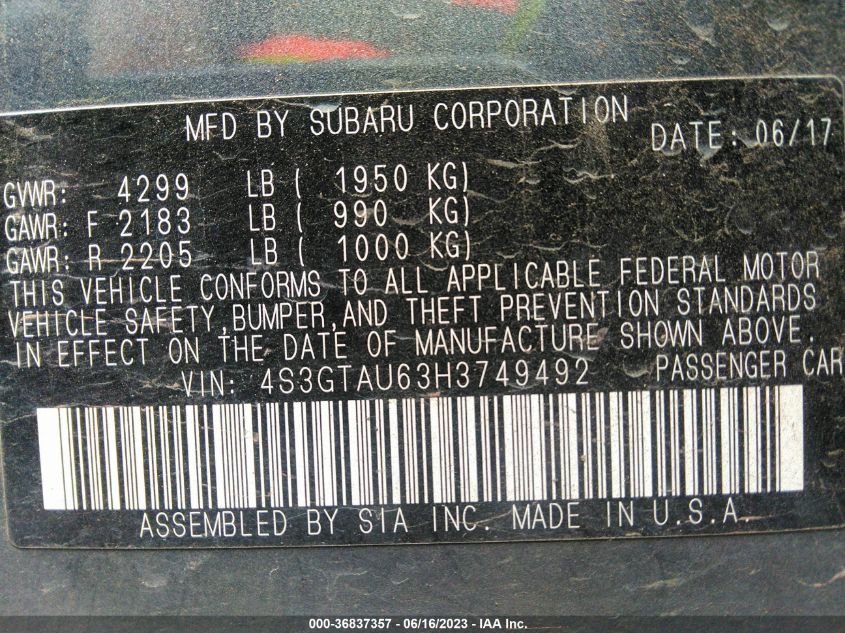 MFD BY SUBARU CORPORATION DATE: 06/17
GVWR: 4299 LB ( 1950 KG)
GAWR: F 2183 LB ( 990 KG)
GAWR: R 2205 LB ( 1000 KG)
THIS VEHICLE CONFORMS TO ALL APPLICABLE FEDERAL MOTOR
VEHICLE SAFETY,BUMPER,AND THEFT PREVENTION STANDARDS
IN EFFECT ON THE DATE OF MANUFACTURE SHOWN ABOVE.
VIN: 4S3GTAU63H3749492 PASSENGER CAR
ASSEMBLED BY SIA INC. MADE IN U.S.A.
000-36837357 - 06/16/2023 - IAA Inc.